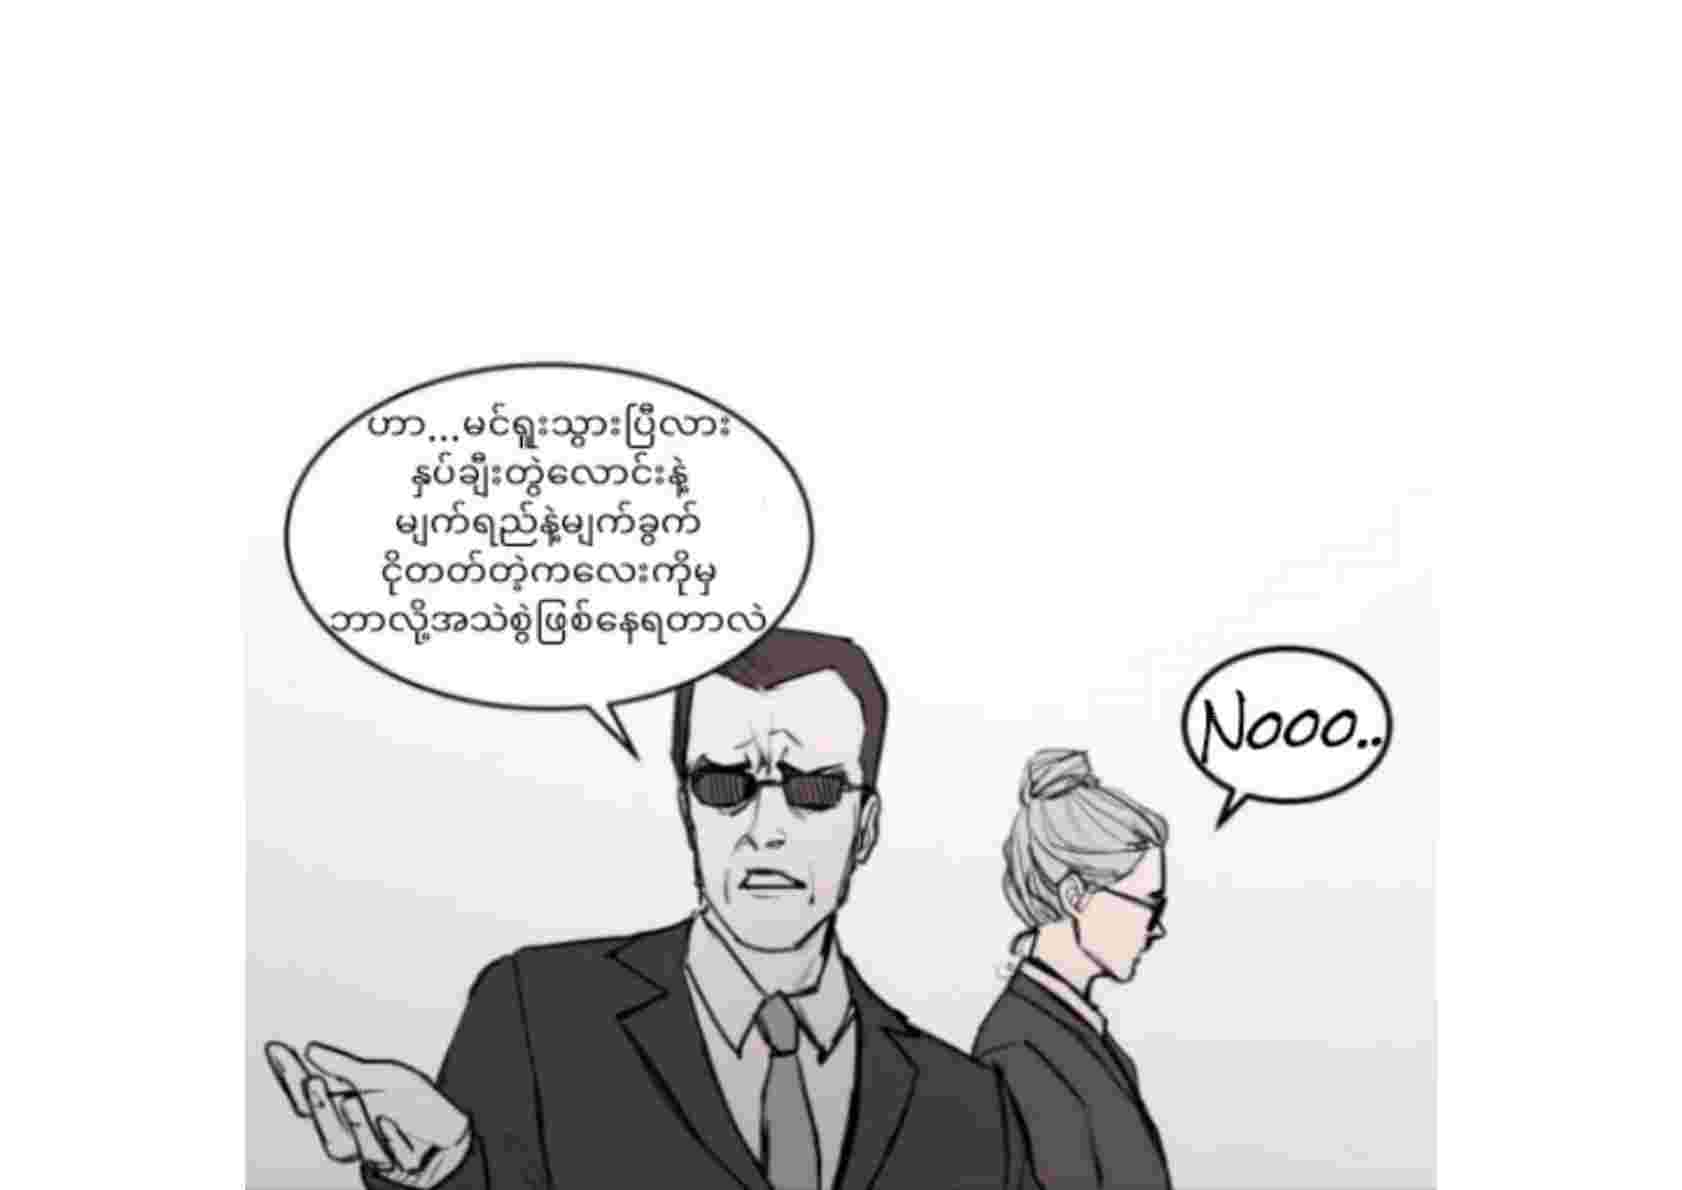 ဟာ...မင်ရူးသွားပြီလား
နှပ်ချီးတွဲလောင်းနဲ့
မျက်ရည်နဲ့မျက်ခွက်
ငိုတတ်တဲ့ကလေးကိုမှ
ဘာလို့အသဲစွဲဖြစ်နေရတာလဲ
Nooo..